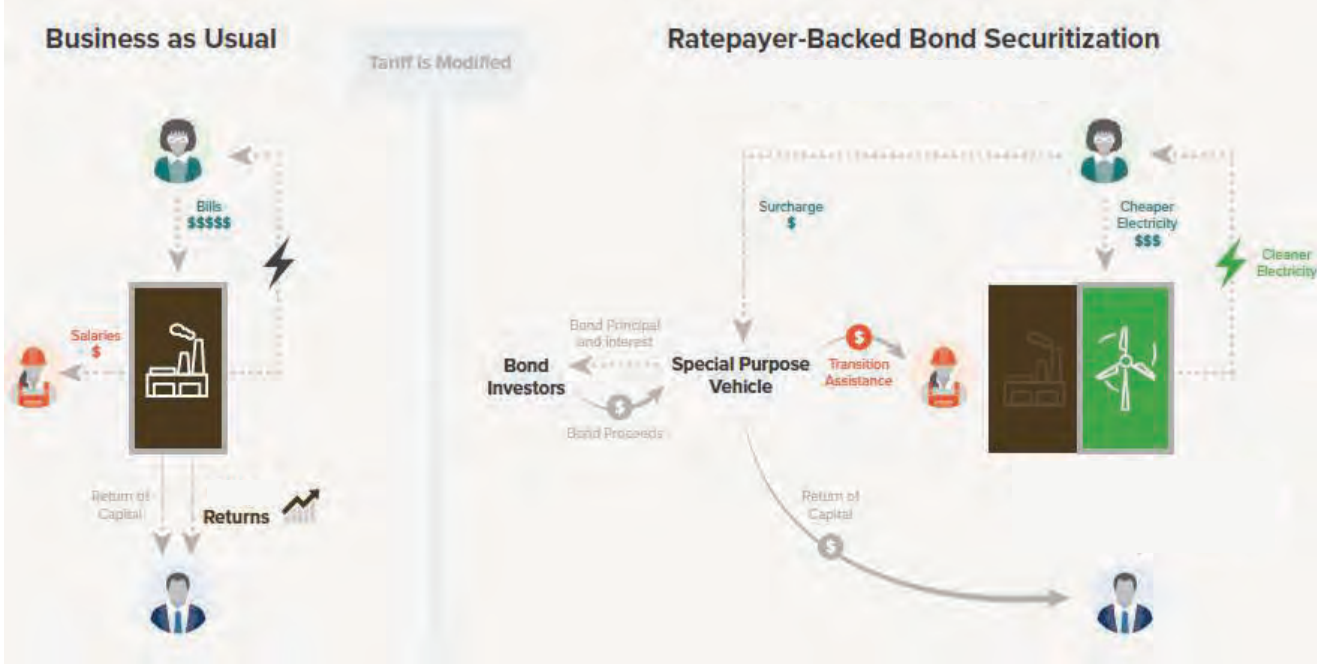 Business as Usual
Tariff is Modified
Ratepayer-Backed Bond Securitization
Bills
$$$$$
Salaries
$
Return of
Capital
Returns
Surcharge
$
Cheaper
Electricity
$$$
Cleaner
Electricity
Bond Principal
and Interest
Bond
Investors
$
Bond Proceeds
Special Purpose
Vehicle
$
Transition
Assistance
Return of
Capital
$